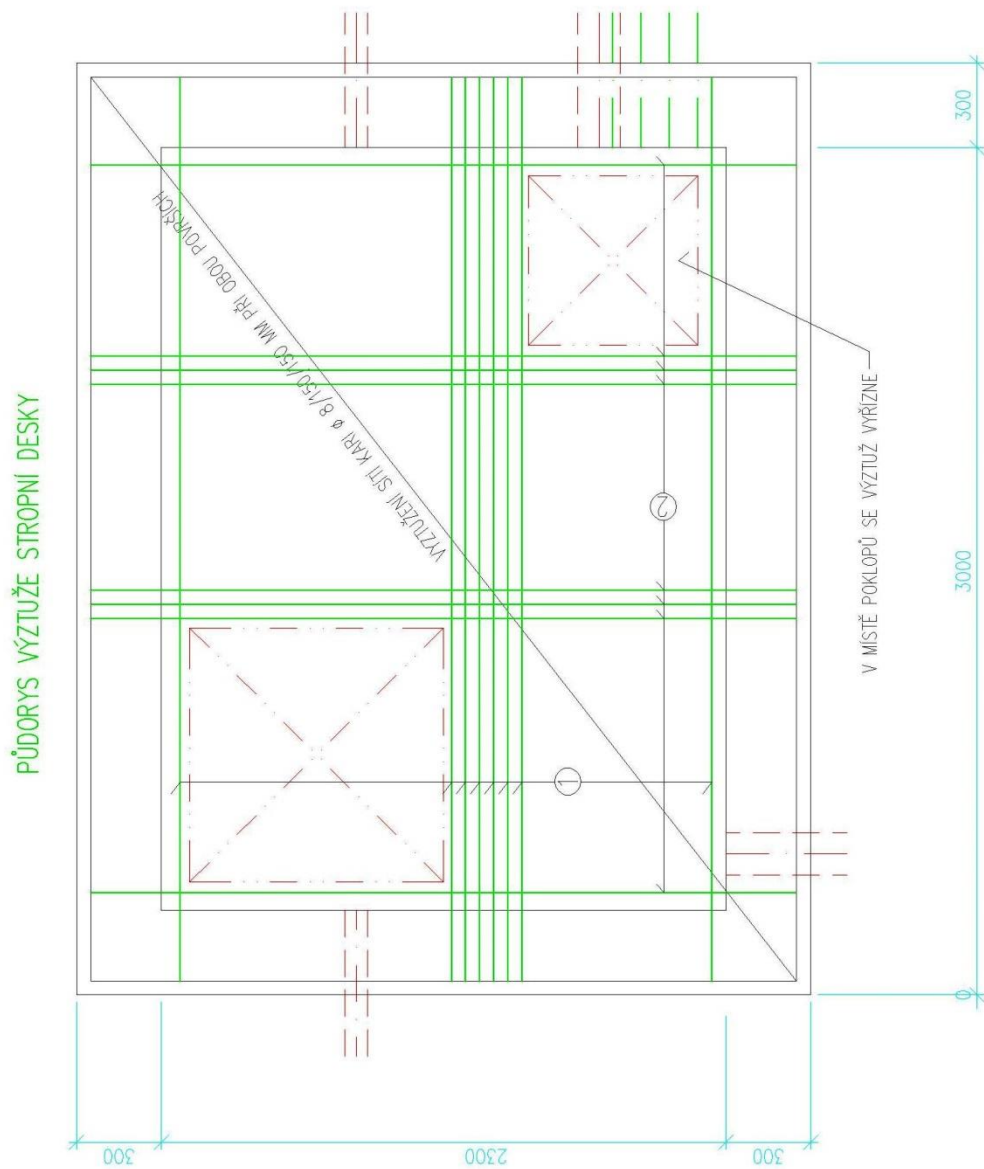 PŮDORYS VÝZTUŽE STROPNÍ DESKY
VYZTUŽENÍ SÍTÍ KARI ø 8/150/150 MM PŘI OBOU POVRŠÍCH
1
2
V MÍSTĚ POKLOPŮ SE VÝZTUŽ VYŘÍZNE
0
3000
300
300
2300
300